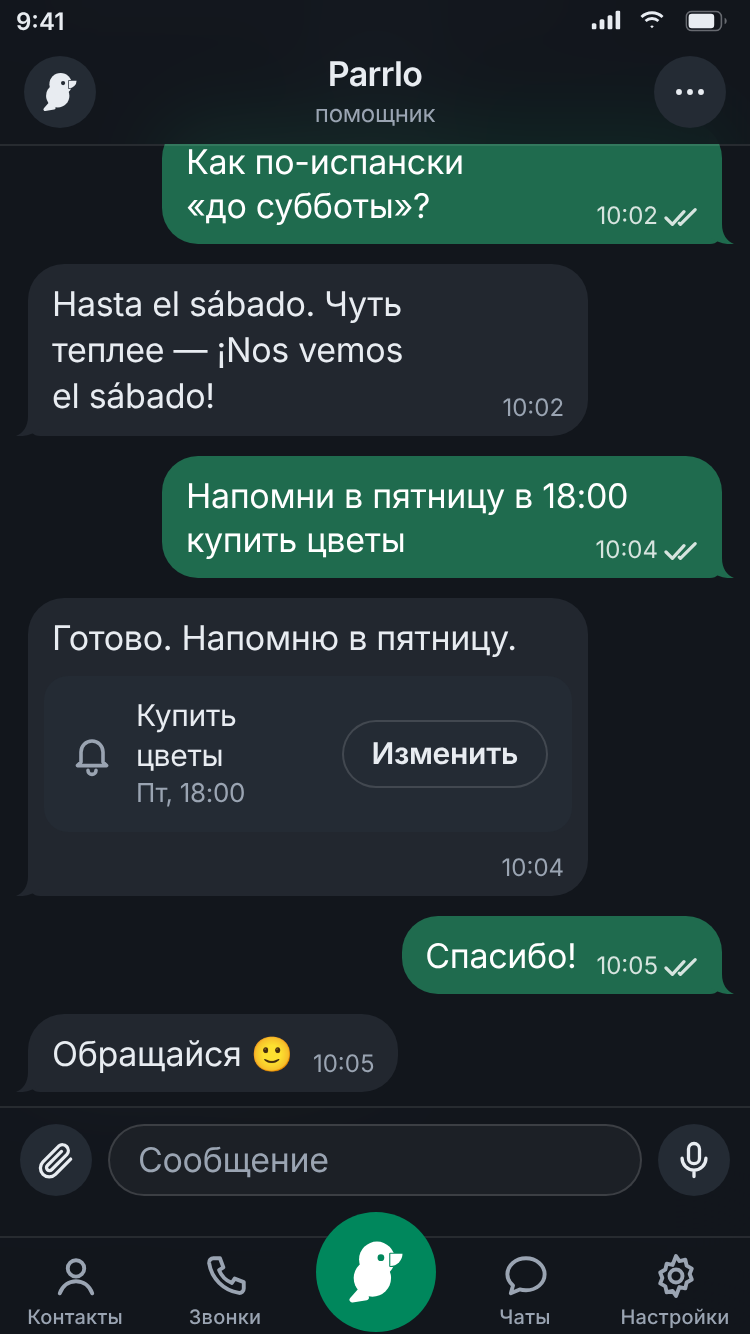 9:41
Parrlo
помощник
Как по-испански
«до субботы»?
10:02
Hasta el sábado. Чуть
теплее — ¡Nos vemos
el sábado!
10:02
Напомни в пятницу в 18:00
купить цветы
10:04
Готово. Напомню в пятницу.
Купить
цветы
Пт, 18:00
Изменить
10:04
Спасибо! 10:05
Обращайся 🙂 10:05
Сообщение
Контакты Звонки Чаты Настройки